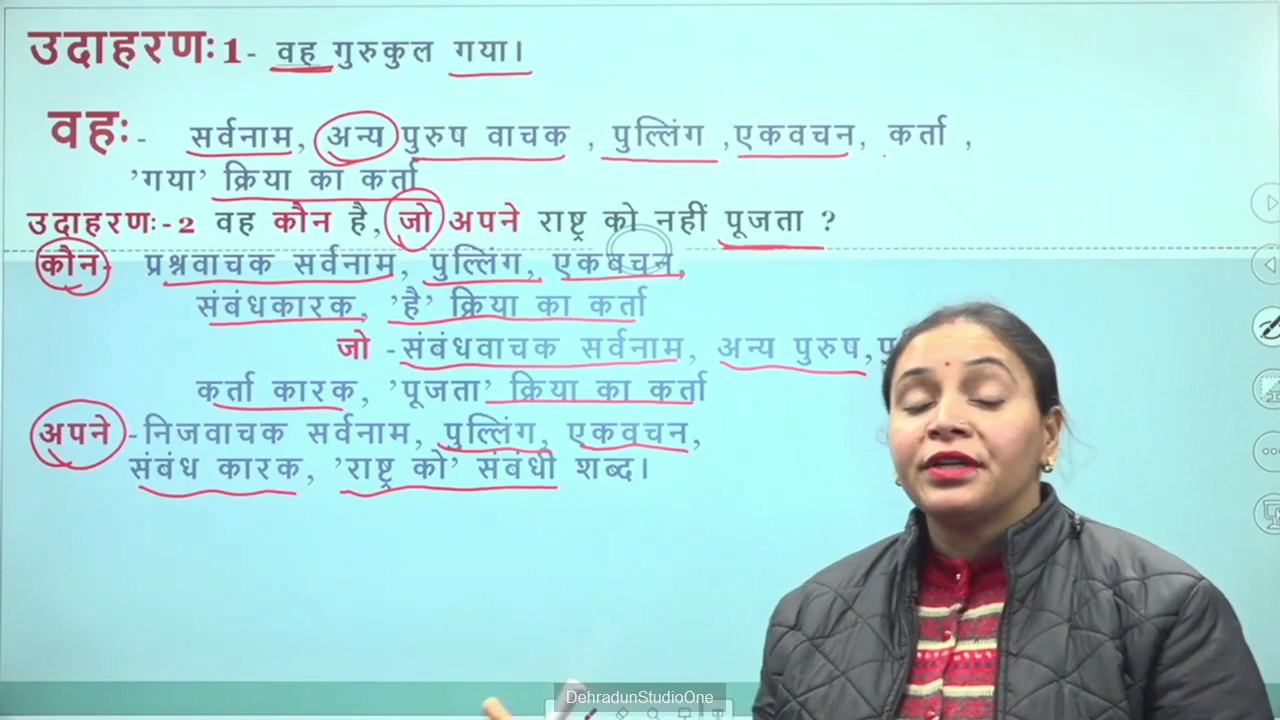 उदाहरणः1- वह गुरुकुल गया।
वहः- सर्वनाम, अन्य पुरुष वाचक , पुल्लिंग ,एकवचन, कर्ता ,
’गया’ क्रिया का कर्ता
उदाहरणः-2 वह कौन है, जो अपने राष्ट्र को नहीं पूजता ?
कौन- प्रश्नवाचक सर्वनाम, पुल्लिंग, एकवचन,
संबंधकारक, ’है’ क्रिया का कर्ता
जो -संबंधवाचक सर्वनाम, अन्य पुरुष,
कर्ता कारक, ’पूजता’ क्रिया का कर्ता
अपने -निजवाचक सर्वनाम, पुल्लिंग, एकवचन,
संबंध कारक, ’राष्ट्र को’ संबंधी शब्द।
DehradunStudioOne